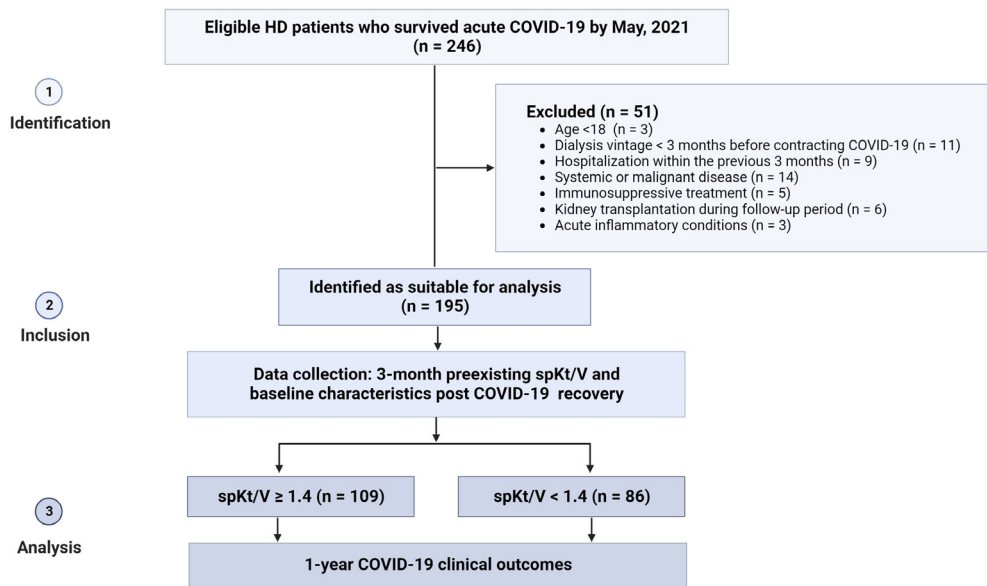 Eligible HD patients who survived acute COVID-19 by May, 2021
(n = 246)
1
Identification
Excluded (n = 51)
• Age <18 (n = 3)
• Dialysis vintage < 3 months before contracting COVID-19 (n = 11)
• Hospitalization within the previous 3 months (n = 9)
• Systemic or malignant disease (n = 14)
• Immunosuppressive treatment (n = 5)
• Kidney transplantation during follow-up period (n = 6)
• Acute inflammatory conditions (n = 3)
Identified as suitable for analysis
(n = 195)
2
Inclusion
Data collection: 3-month preexisting spKt/V and
baseline characteristics post COVID-19 recovery
spKt/V ≥ 1.4 (n = 109)
spKt/V < 1.4 (n = 86)
3
Analysis
1-year COVID-19 clinical outcomes